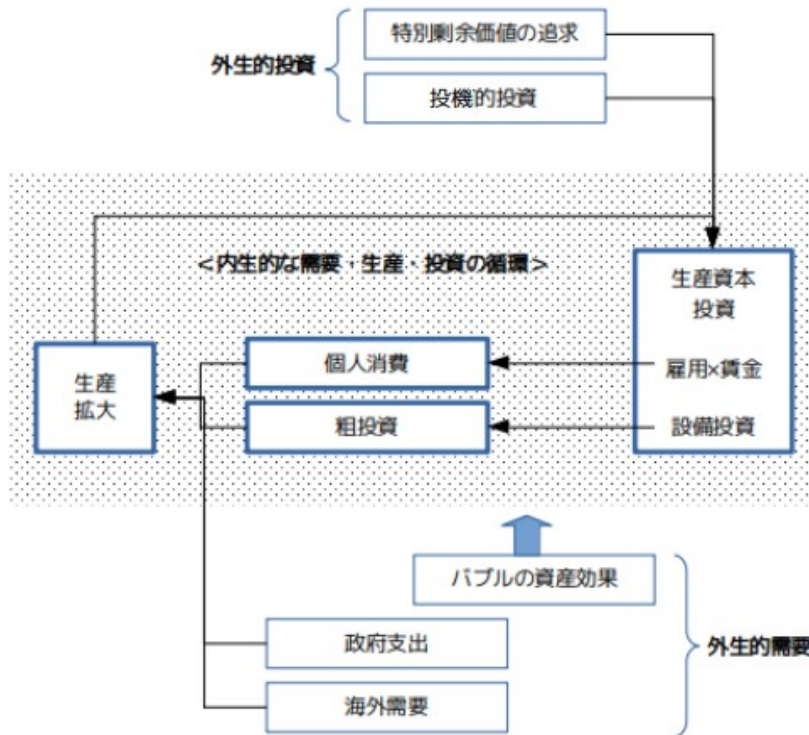 特別剰余価値の追求
外生的投資
投機的投資
<内生的な需要・生産・投資の循環>
生産資本
投資
雇用×賃金
設備投資
個人消費
粗投資
生産
拡大
バブルの資産効果
政府支出
外生的需要
海外需要